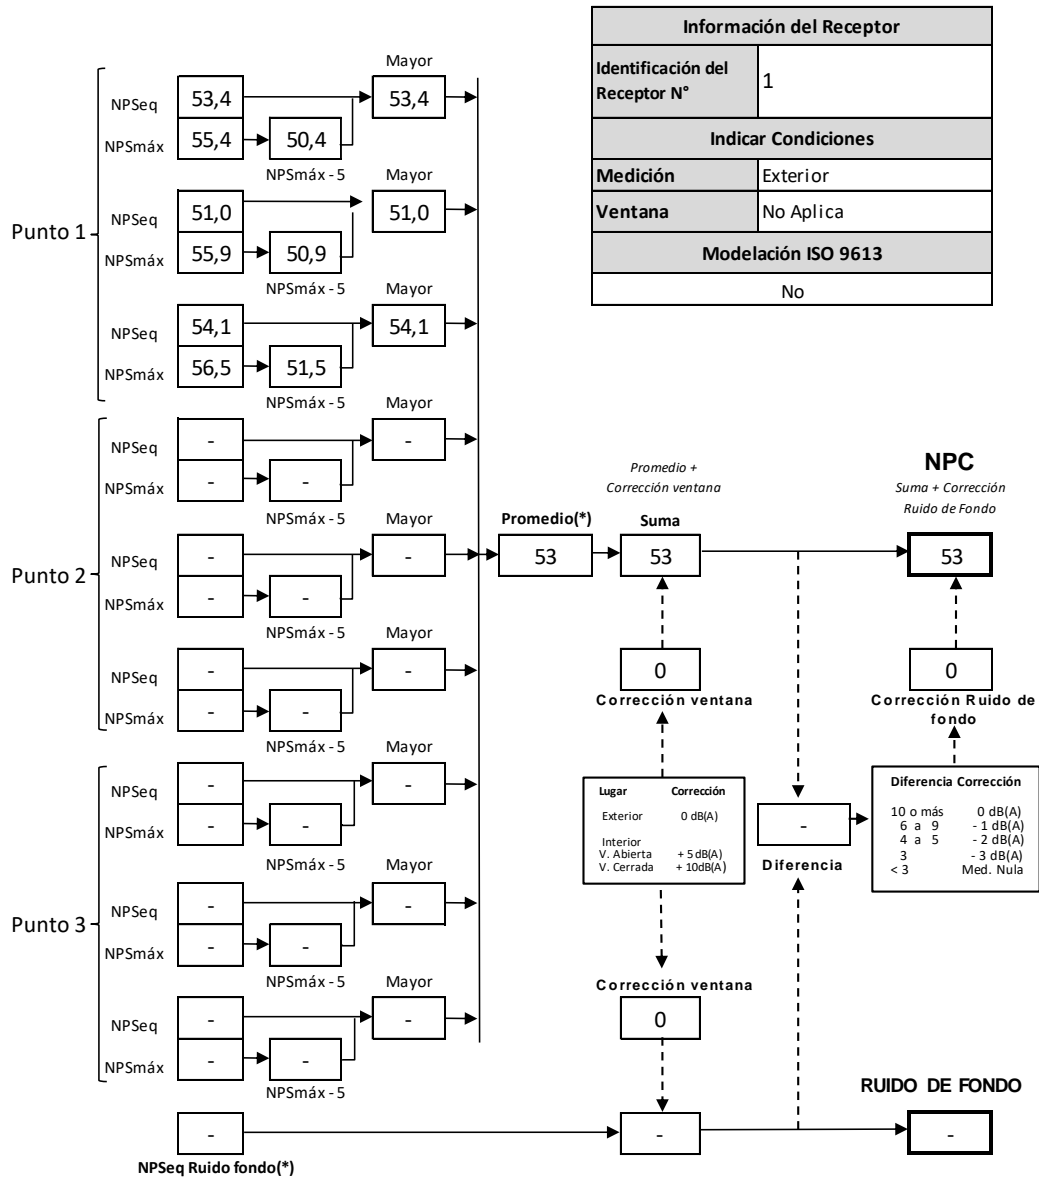 Información del Receptor
Identificación del
Receptor N°
1
Indicar Condiciones
Medición
Exterior
Ventana
No Aplica
Modelación ISO 9613
No
Punto 1
Mayor
NPSeq
53,4
53,4
NPSmáx
55,4
50,4
NPSmáx - 5
Mayor
NPSeq
51,0
51,0
NPSmáx
55,9
50,9
NPSmáx - 5
Mayor
NPSeq
54,1
54,1
NPSmáx
56,5
51,5
NPSmáx - 5
Punto 2
Mayor
NPSeq
-
-
NPSmáx
-
-
NPSmáx - 5
Mayor
NPSeq
-
-
NPSmáx
-
-
NPSmáx - 5
Mayor
NPSeq
-
-
NPSmáx
-
-
NPSmáx - 5
Punto 3
Mayor
NPSeq
-
-
NPSmáx
-
-
NPSmáx - 5
Mayor
NPSeq
-
-
NPSmáx
-
-
NPSmáx - 5
Mayor
NPSeq
-
-
NPSmáx
-
-
NPSmáx - 5
-
NPSeq Ruido fondo(*)
Promedio(*)
53
Promedio +
Corrección ventana
Suma
53
0
Corrección ventana
Lugar Corrección
Exterior 0 dB(A)
Interior
V. Abierta + 5 dB(A)
V. Cerrada + 10dB(A)
Corrección ventana
0
-
-
Diferencia
NPC
Suma + Corrección
Ruido de Fondo
53
0
Corrección Ruido de
fondo
Diferencia Corrección
10 o más 0 dB(A)
6 a 9 - 1 dB(A)
4 a 5 - 2 dB(A)
3 - 3 dB(A)
< 3 Med. Nula
RUIDO DE FONDO
-